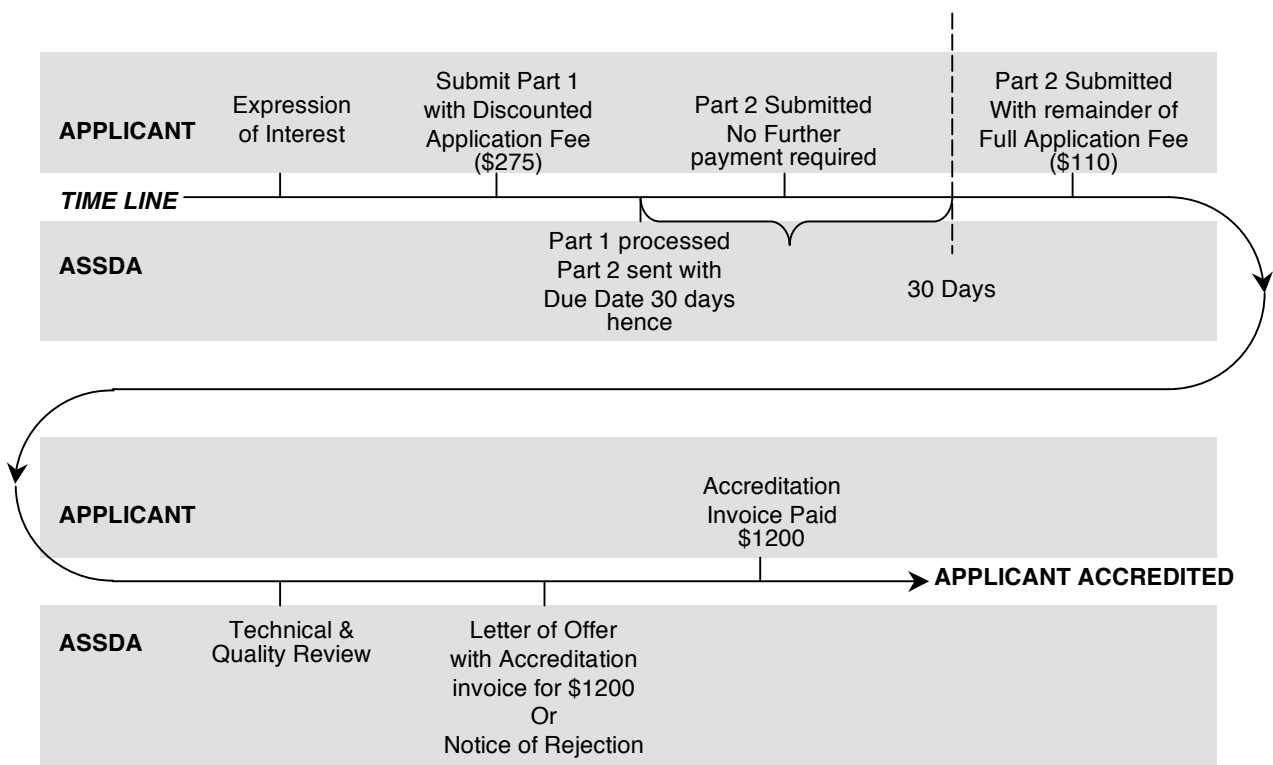 APPLICANT
Expression
of Interest
Submit Part 1
with Discounted
Application Fee
($275)
Part 2 Submitted
No Further
payment required
Part 2 Submitted
With remainder of
Full Application Fee
($110)
TIME LINE
ASSDA
Part 1 processed
Part 2 sent with
Due Date 30 days
hence
30 Days
APPLICANT
Accreditation
Invoice Paid
$1200
APPLICANT ACCREDITED
ASSDA
Technical &
Quality Review
Letter of Offer
with Accreditation
invoice for $1200
Or
Notice of Rejection